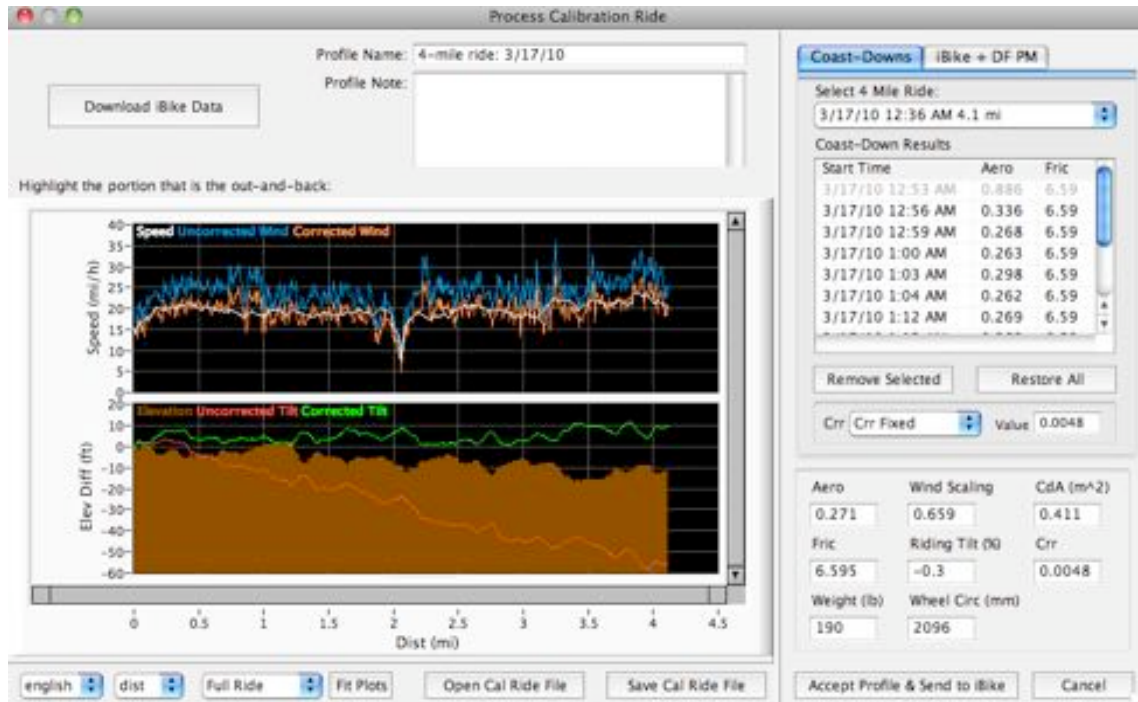 Process Calibration Ride
Download iBike Data
Profile Name: 4-mile ride: 3/17/10
Profile Note:
Highlight the portion that is the out-and-back:
Speed Uncorrected Wind Corrected Wind
Speed (mi/h)
40
35
30
25
20
15
10
5
0
Elevation Uncorrected Tilt Corrected Tilt
Elev Diff (ft)
20
10
0
-10
-20
-30
-40
-50
-60
0 0.5 1 1.5 2 2.5 3 3.5 4 4.5
Dist (mi)
english dist Full Ride Fit Plots Open Cal Ride File Save Cal Ride File
Coast-Downs iBike + DF PM
Select 4 Mile Ride:
3/17/10 12:36 AM 4.1 mi
Coast-Down Results
Start Time Aero Fric
3/17/10 12:53 AM 0.886 6.59
3/17/10 12:56 AM 0.336 6.59
3/17/10 12:59 AM 0.268 6.59
3/17/10 1:00 AM 0.263 6.59
3/17/10 1:03 AM 0.298 6.59
3/17/10 1:04 AM 0.262 6.59
3/17/10 1:12 AM 0.269 6.59
Remove Selected Restore All
Crr Crr Fixed Value 0.0048
Aero Wind Scaling CdA (m^2)
0.271 0.659 0.411
Fric Riding Tilt (%) Crr
6.595 -0.3 0.0048
Weight (lb) Wheel Circ (mm)
190 2096
Accept Profile & Send to iBike Cancel